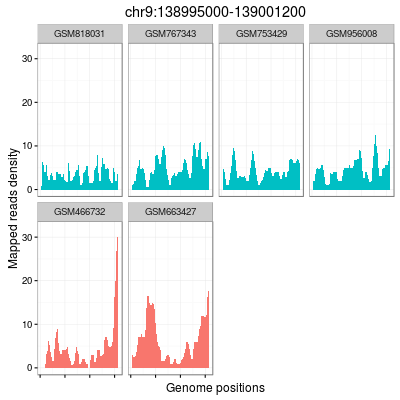 chr9:138995000-139001200
GSM818031 GSM767343 GSM753429 GSM956008
30
20
10
0
Mapped reads density
GSM466732 GSM663427
30
20
10
0
Genome positions